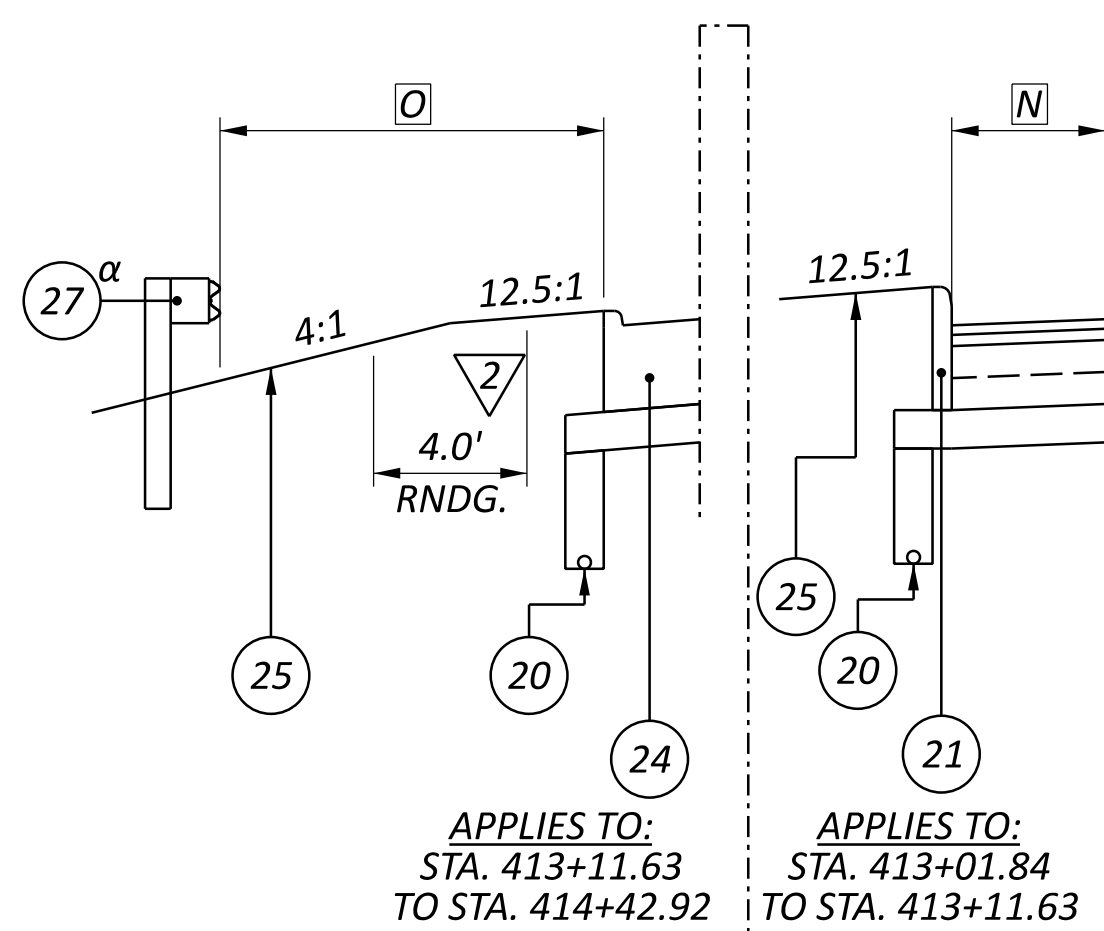 O
N
α
27
4:1
12.5:1
12.5:1
2
4.0'
RNDG.
25
20
24
25
20
21
APPLIES TO:
STA. 413+11.63
TO STA. 414+42.92
APPLIES TO:
STA. 413+01.84
TO STA. 413+11.63